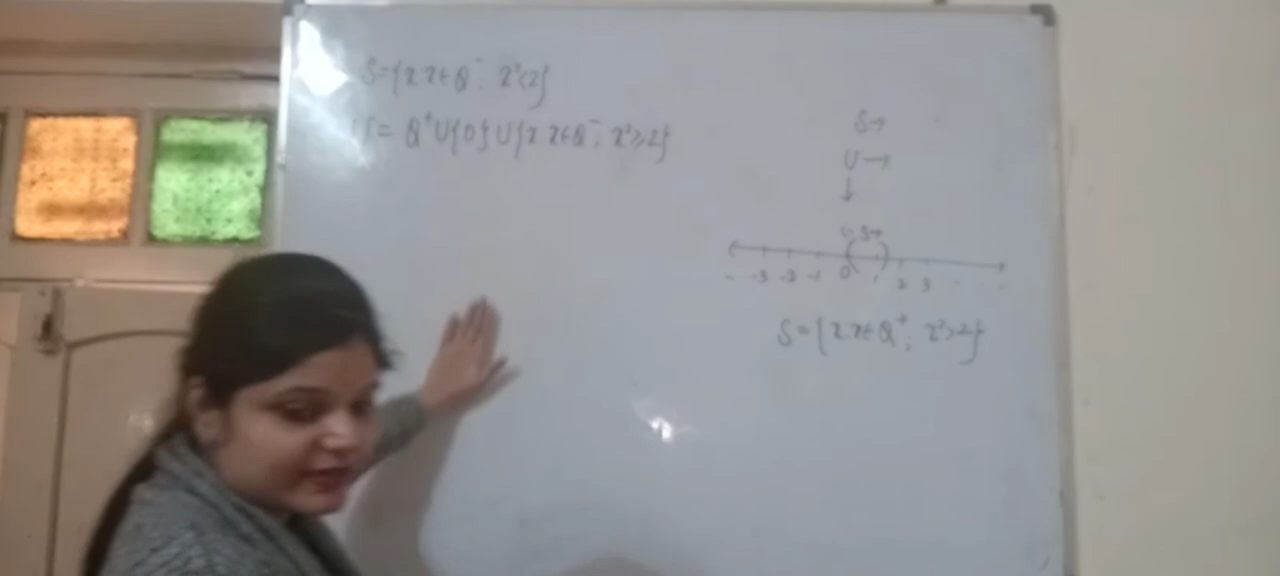 S={x:x∈Q⁻; x²<2}
U= Q⁺U{0}U{x:x∈Q⁻; x²≥2}
S→
U→
↓
← S→
-3 -2 -1 0 1 2 3
S={x:x∈Q⁺; x²>2}